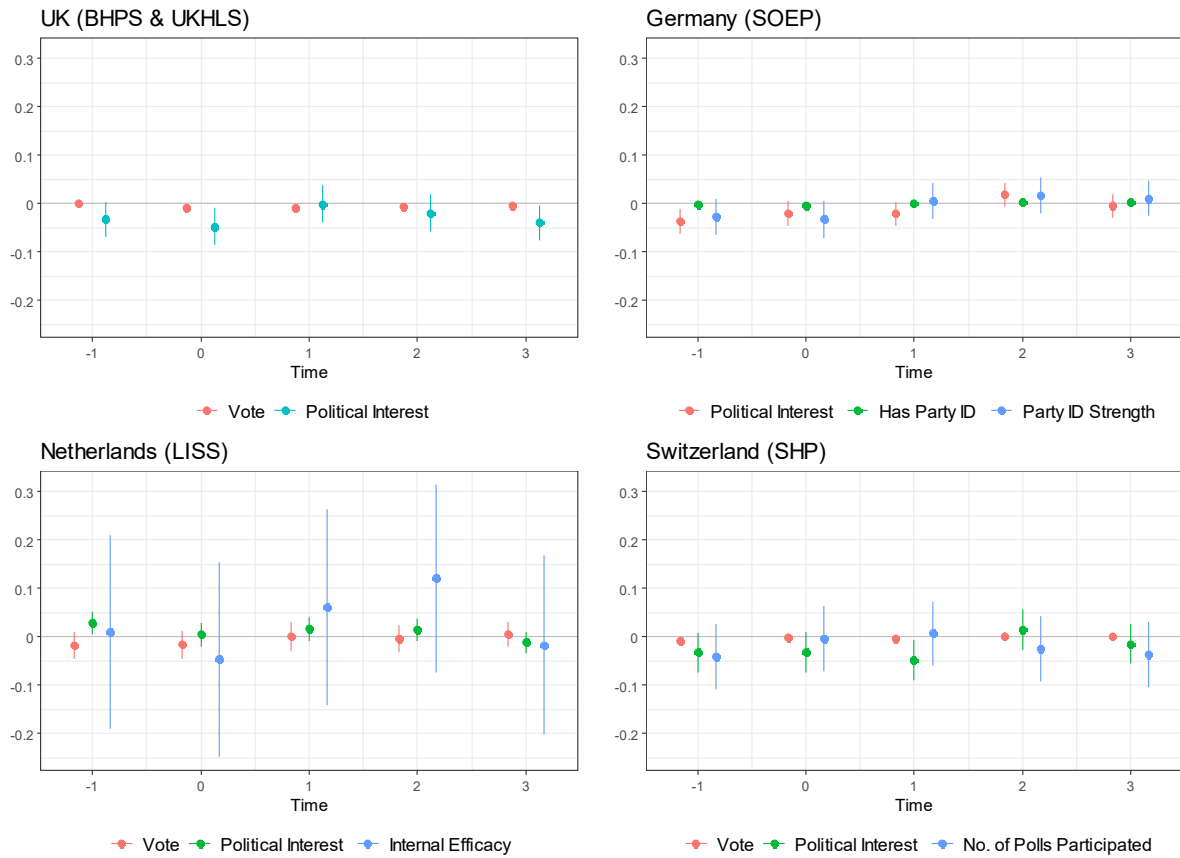 UK (BHPS & UKHLS)
0.3
0.2
0.1
0
-0.1
-0.2
-1 0 1 2 3
Time
Vote Political Interest
Germany (SOEP)
0.3
0.2
0.1
0
-0.1
-0.2
-1 0 1 2 3
Time
Political Interest Has Party ID Party ID Strength
Netherlands (LISS)
0.3
0.2
0.1
0
-0.1
-0.2
-1 0 1 2 3
Time
Vote Political Interest Internal Efficacy
Switzerland (SHP)
0.3
0.2
0.1
0
-0.1
-0.2
-1 0 1 2 3
Time
Vote Political Interest No. of Polls Participated